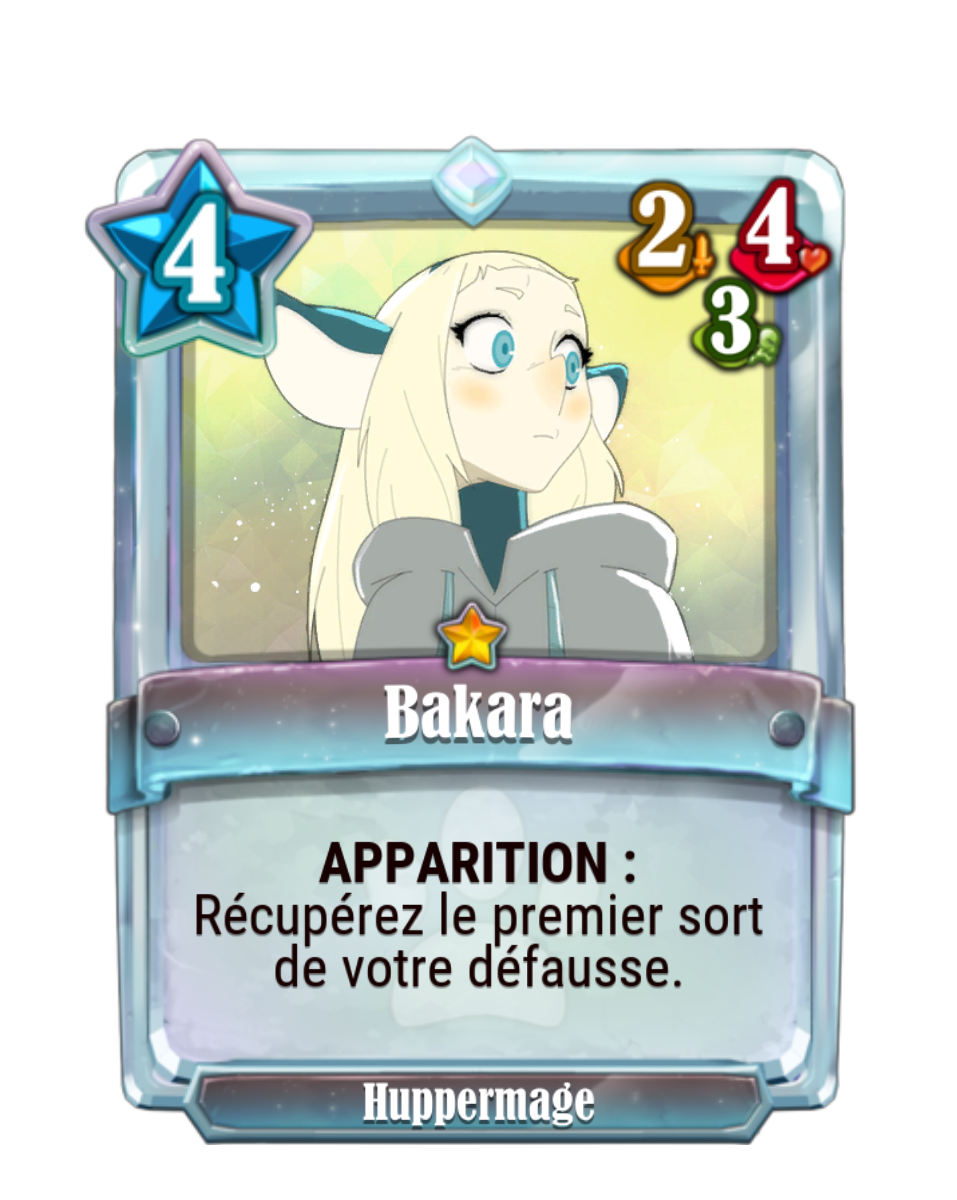 4
2
4
3
Bakara
APPARITION :
Récupérez le premier sort
de votre défausse.
Huppermage